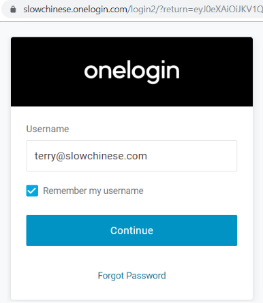 slowchinese.onelogin.com/login2/?return=eyJ0eXAiOiJKV1Q
onelogin
Username
terry@slowchinese.com
Remember my username
Continue
Forgot Password